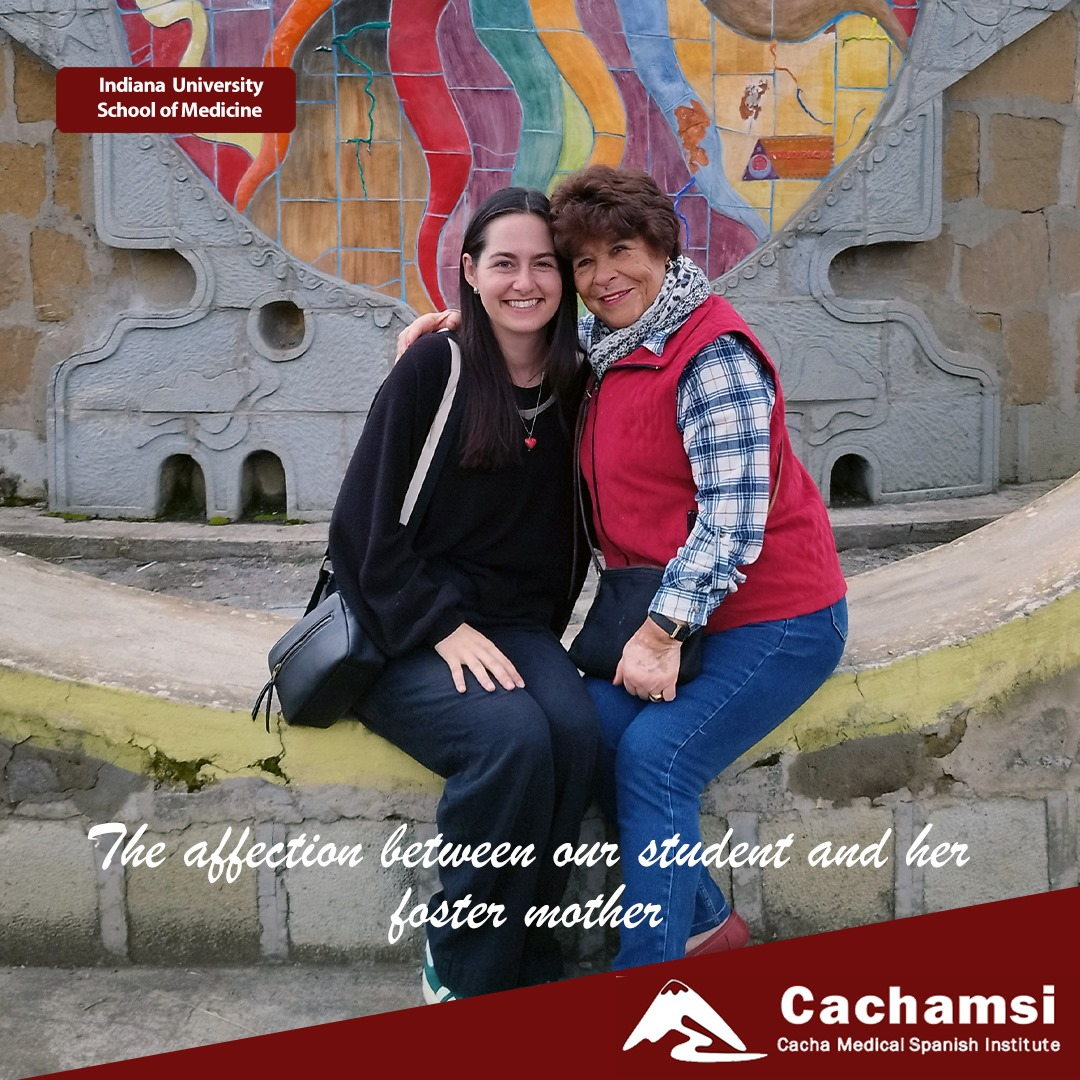 Indiana University
School of Medicine
The affection between our student and her
foster mother
Cachamsi
Cacha Medical Spanish Institute